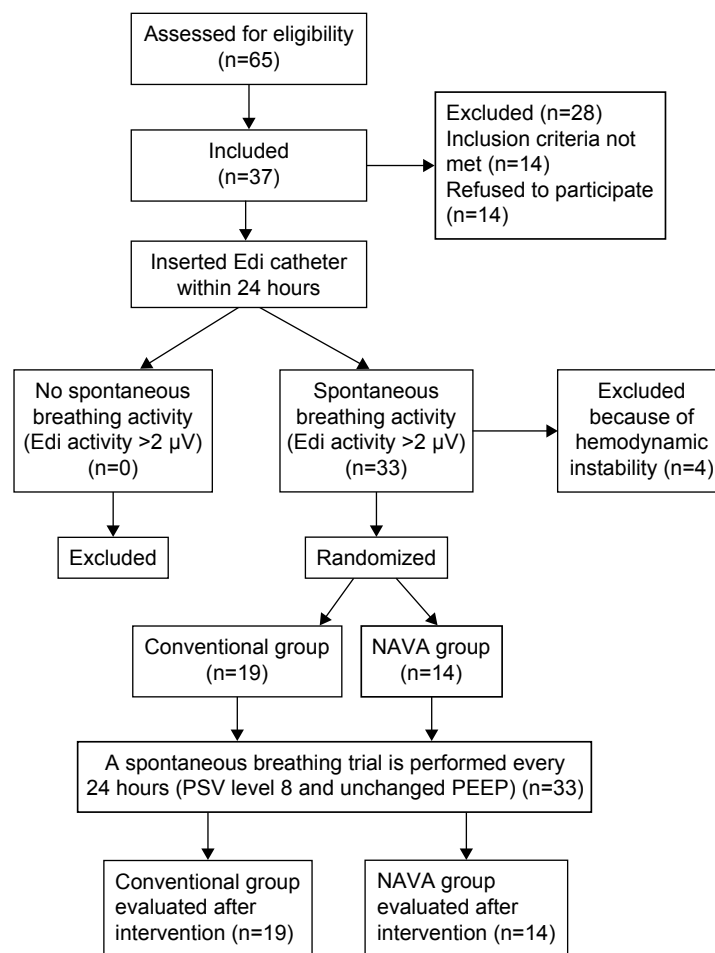 Assessed for eligibility
(n=65)
Included
(n=37)
Excluded (n=28)
Inclusion criteria not
met (n=14)
Refused to participate
(n=14)
Inserted Edi catheter
within 24 hours
No spontaneous
breathing activity
(Edi activity >2 µV)
(n=0)
Spontaneous
breathing activity
(Edi activity >2 µV)
(n=33)
Excluded
because of
hemodynamic
instability (n=4)
Excluded
Randomized
Conventional group
(n=19)
NAVA group
(n=14)
A spontaneous breathing trial is performed every
24 hours (PSV level 8 and unchanged PEEP) (n=33)
Conventional group
evaluated after
intervention (n=19)
NAVA group
evaluated after
intervention (n=14)